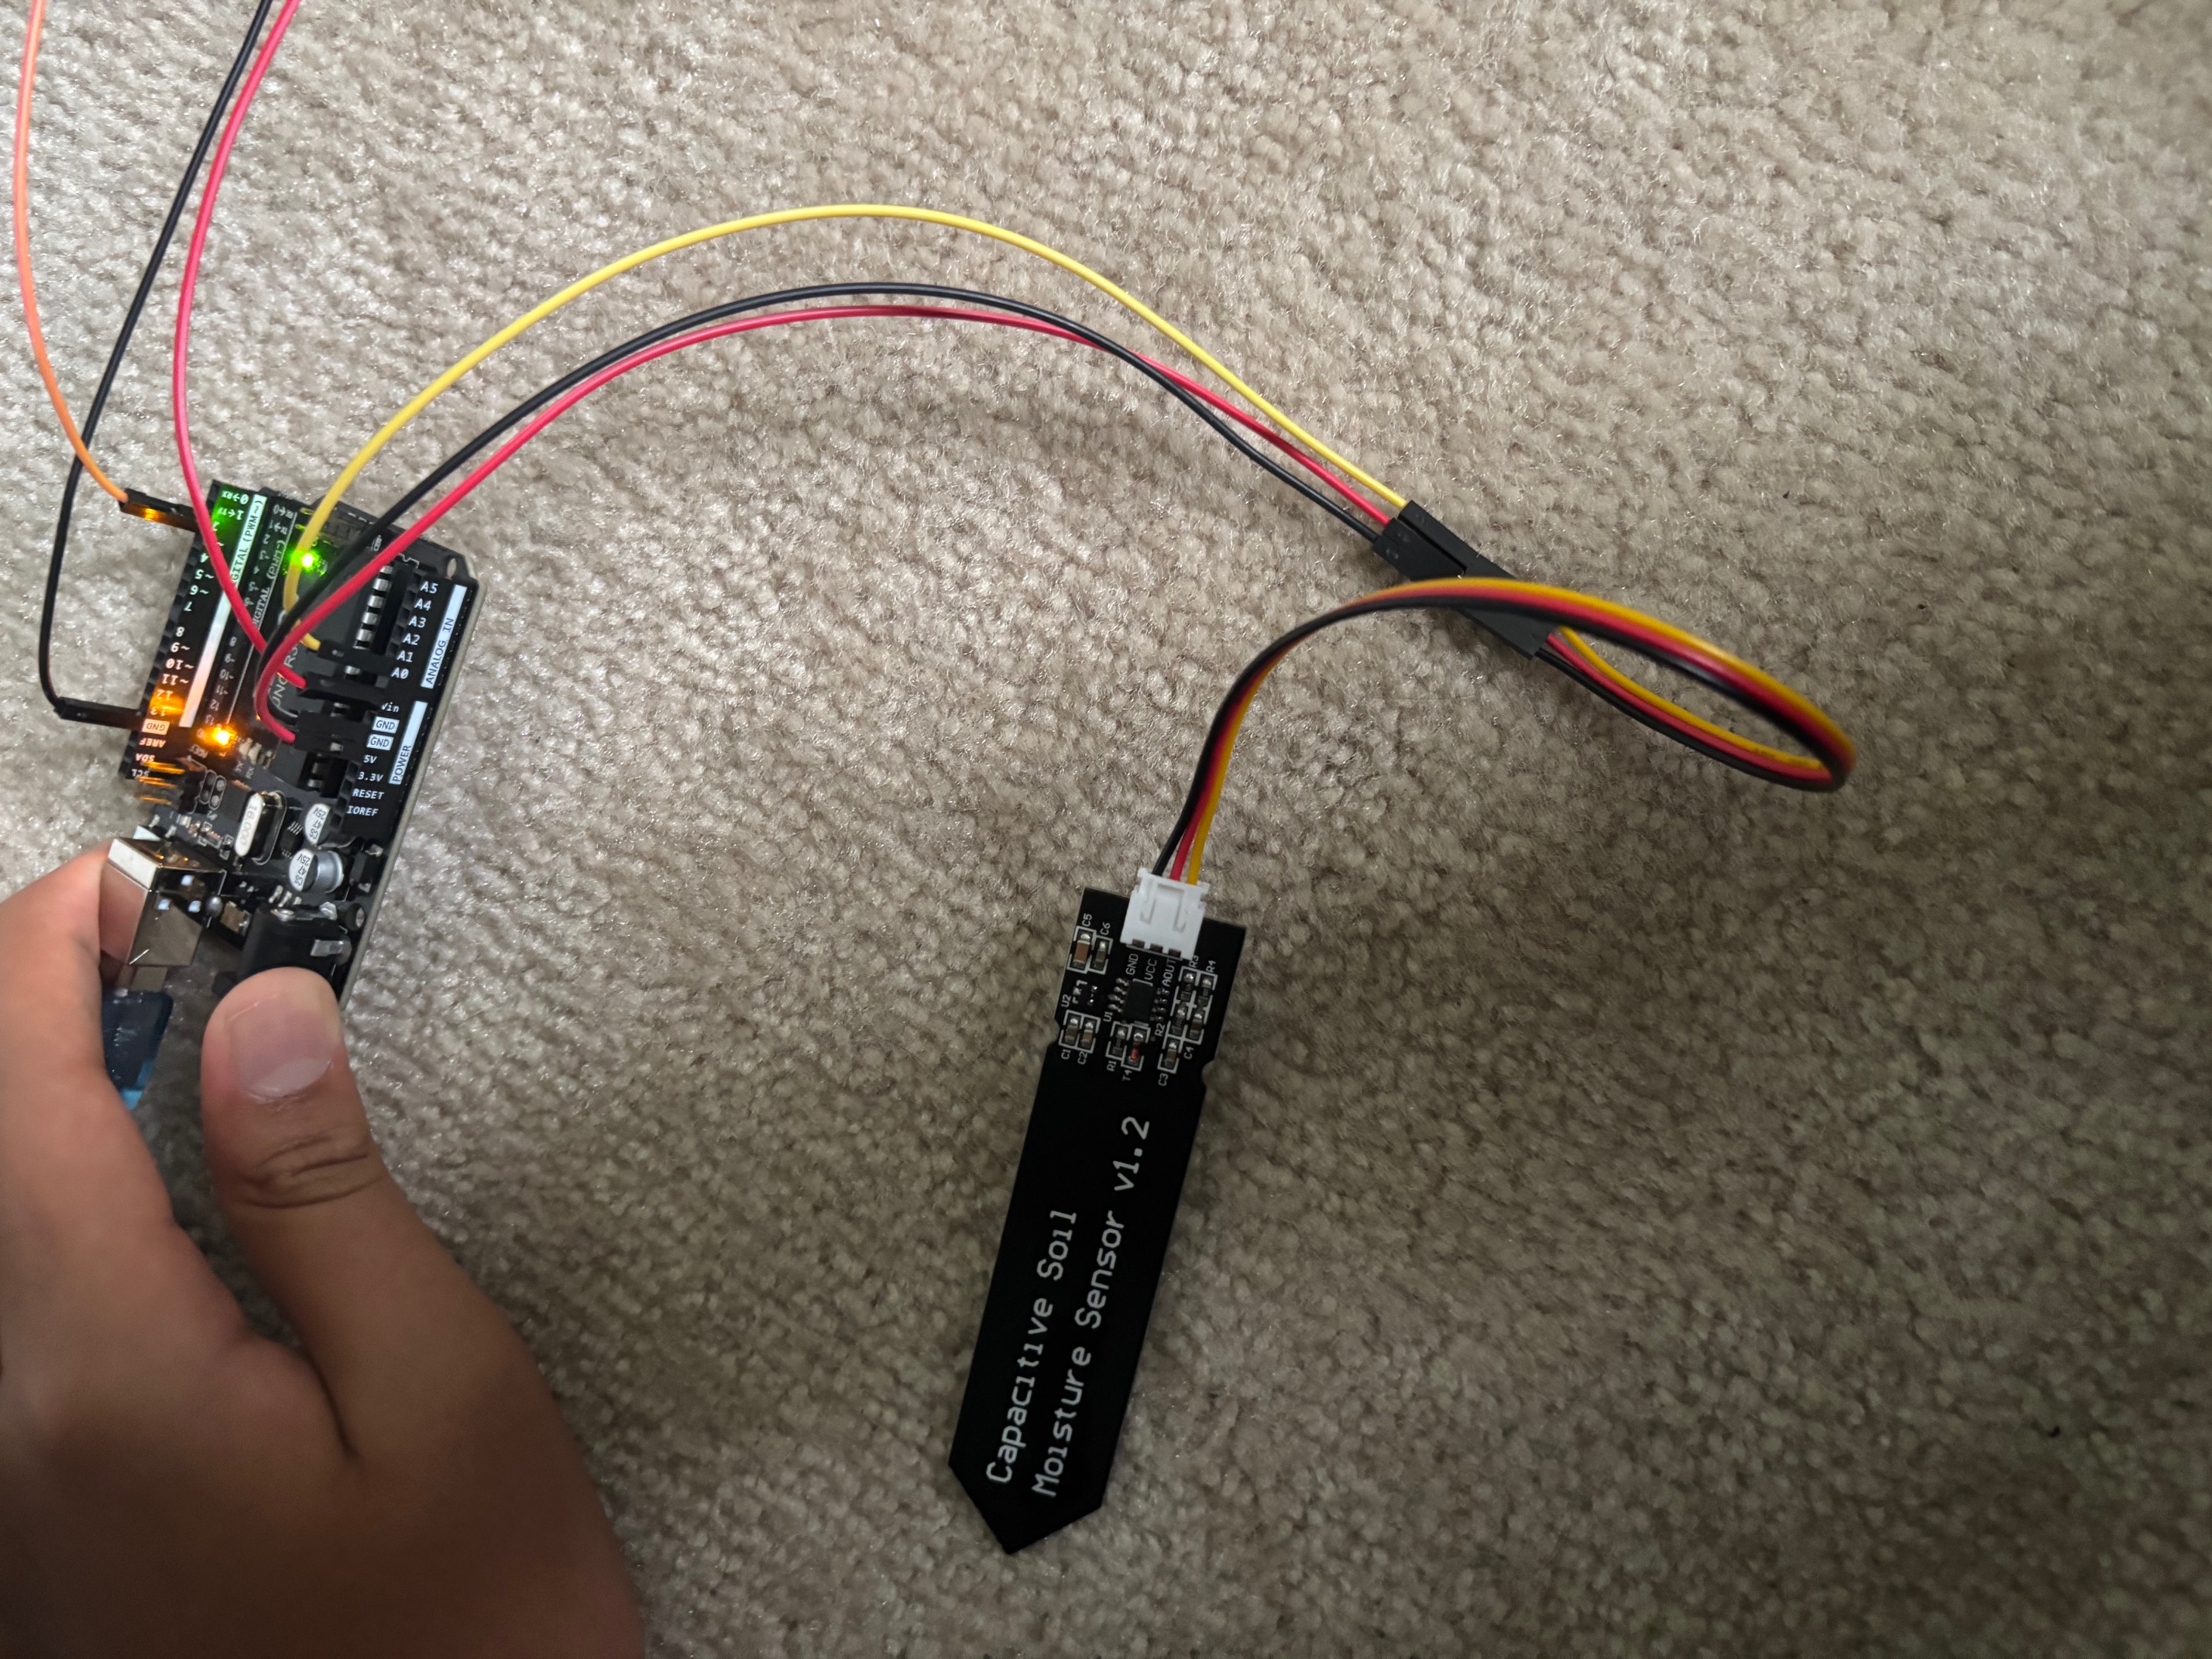 SCL
SDA
AREF
GND
13
12
~11
~10
~9
8
7
~6
~5
4
2
1→TX
0→RX
DIGITAL (PWM~)
16.000
UNO R3
IOREF
RESET
3.3V
5V
GND
GND
Vin
POWER
A0
A1
A2
A3
A4
A5
ANALOG IN
Capacitive Soil
Moisture Sensor v1.2
C1
C2
U2
C5
C6
R1
T4
U1
GND
VCC
AOUT
C3
R2
C4
R3
R4